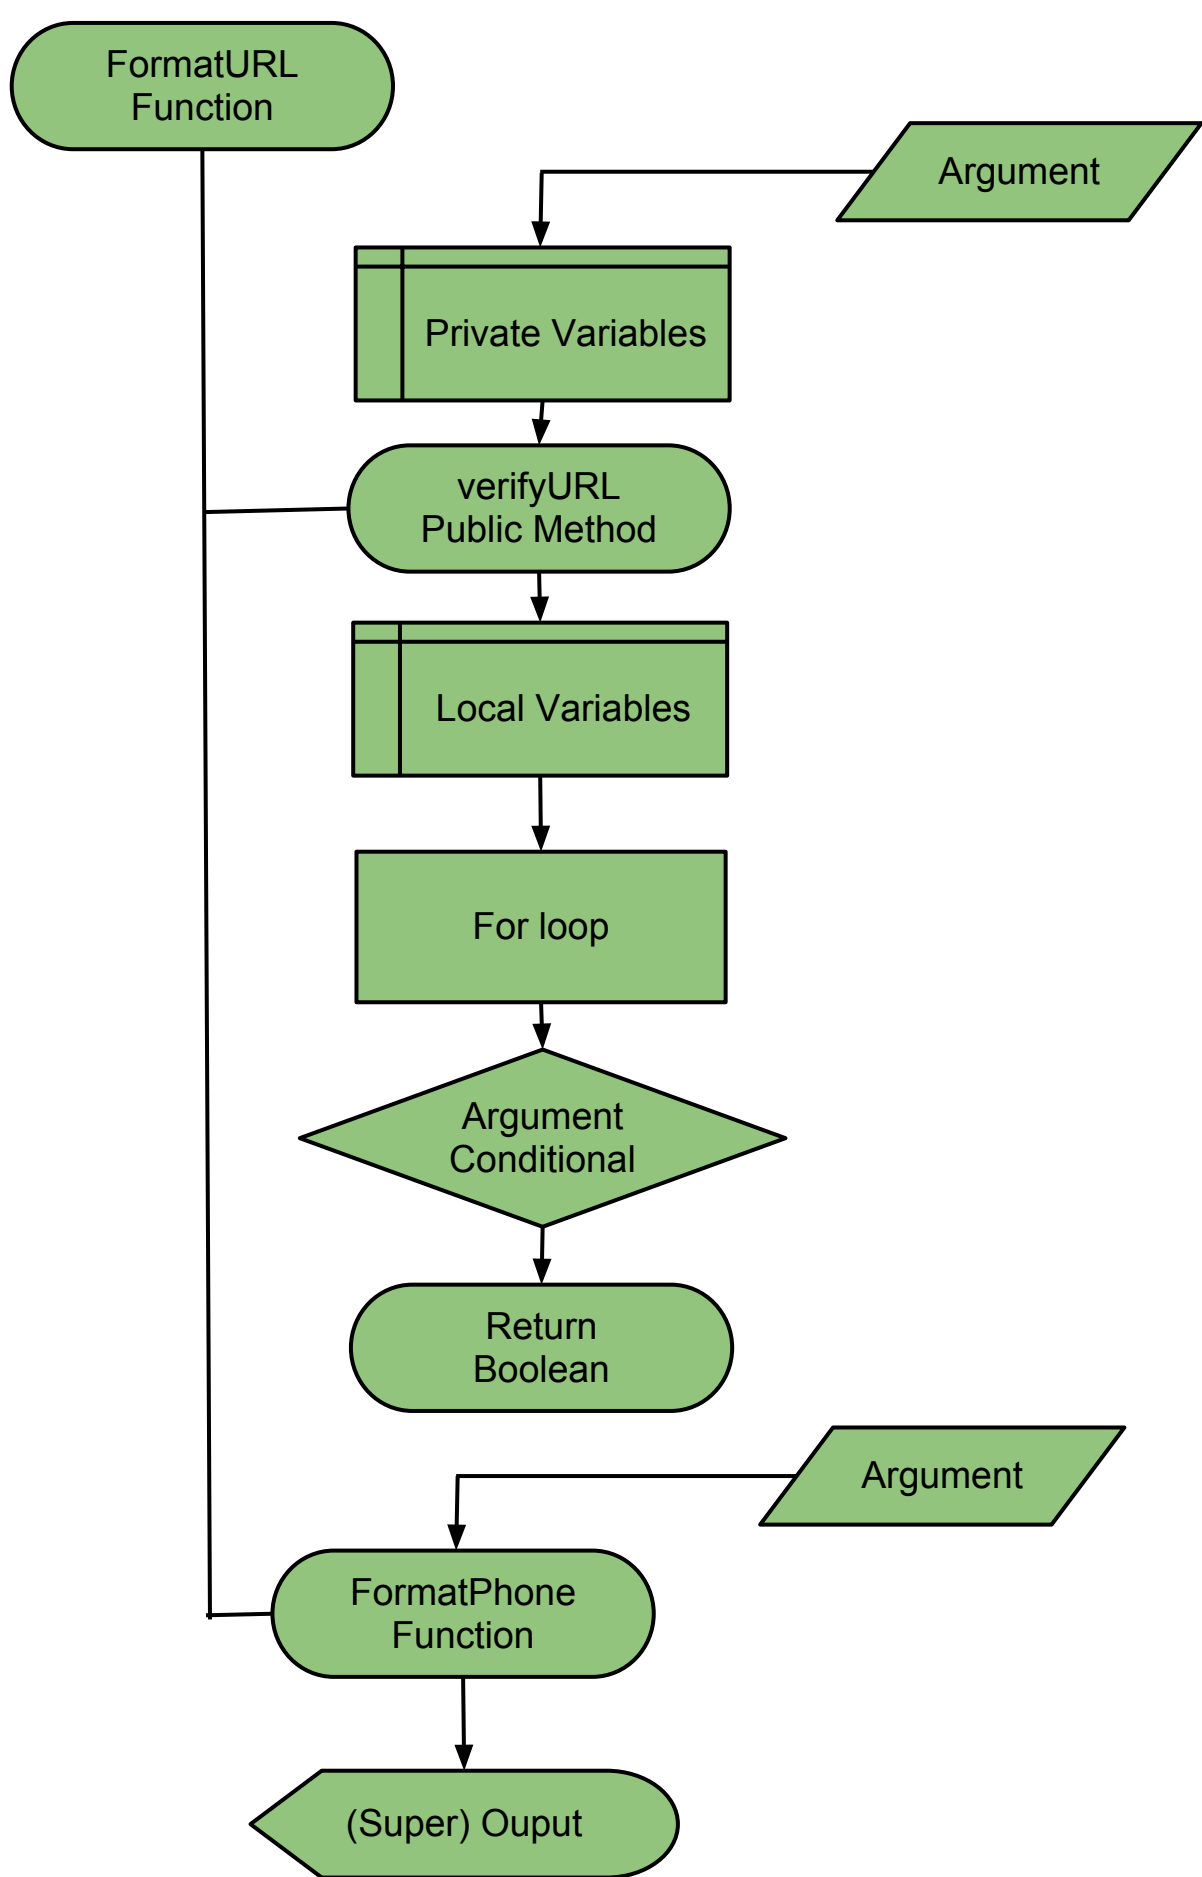 FormatURL
Function
Argument
Private Variables
verifyURL
Public Method
Local Variables
For loop
Argument
Conditional
Return
Boolean
Argument
FormatPhone
Function
(Super) Ouput